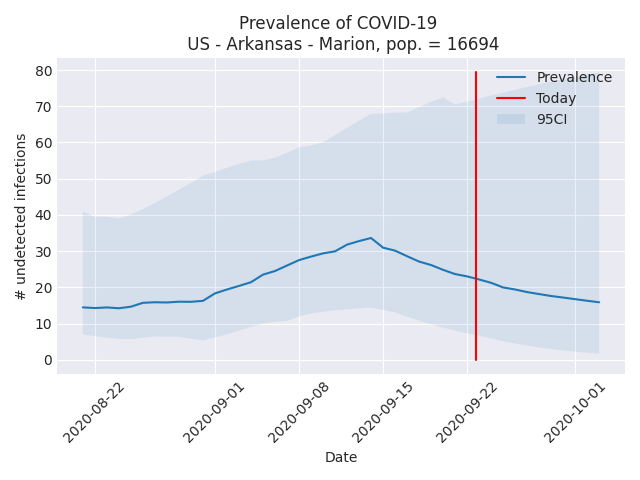 Prevalence of COVID-19
US - Arkansas - Marion, pop. = 16694
Prevalence
Today
95CI
# undetected infections
80
70
60
50
40
30
20
10
0
2020-08-22
2020-09-01
2020-09-08
2020-09-15
2020-09-22
2020-10-01
Date